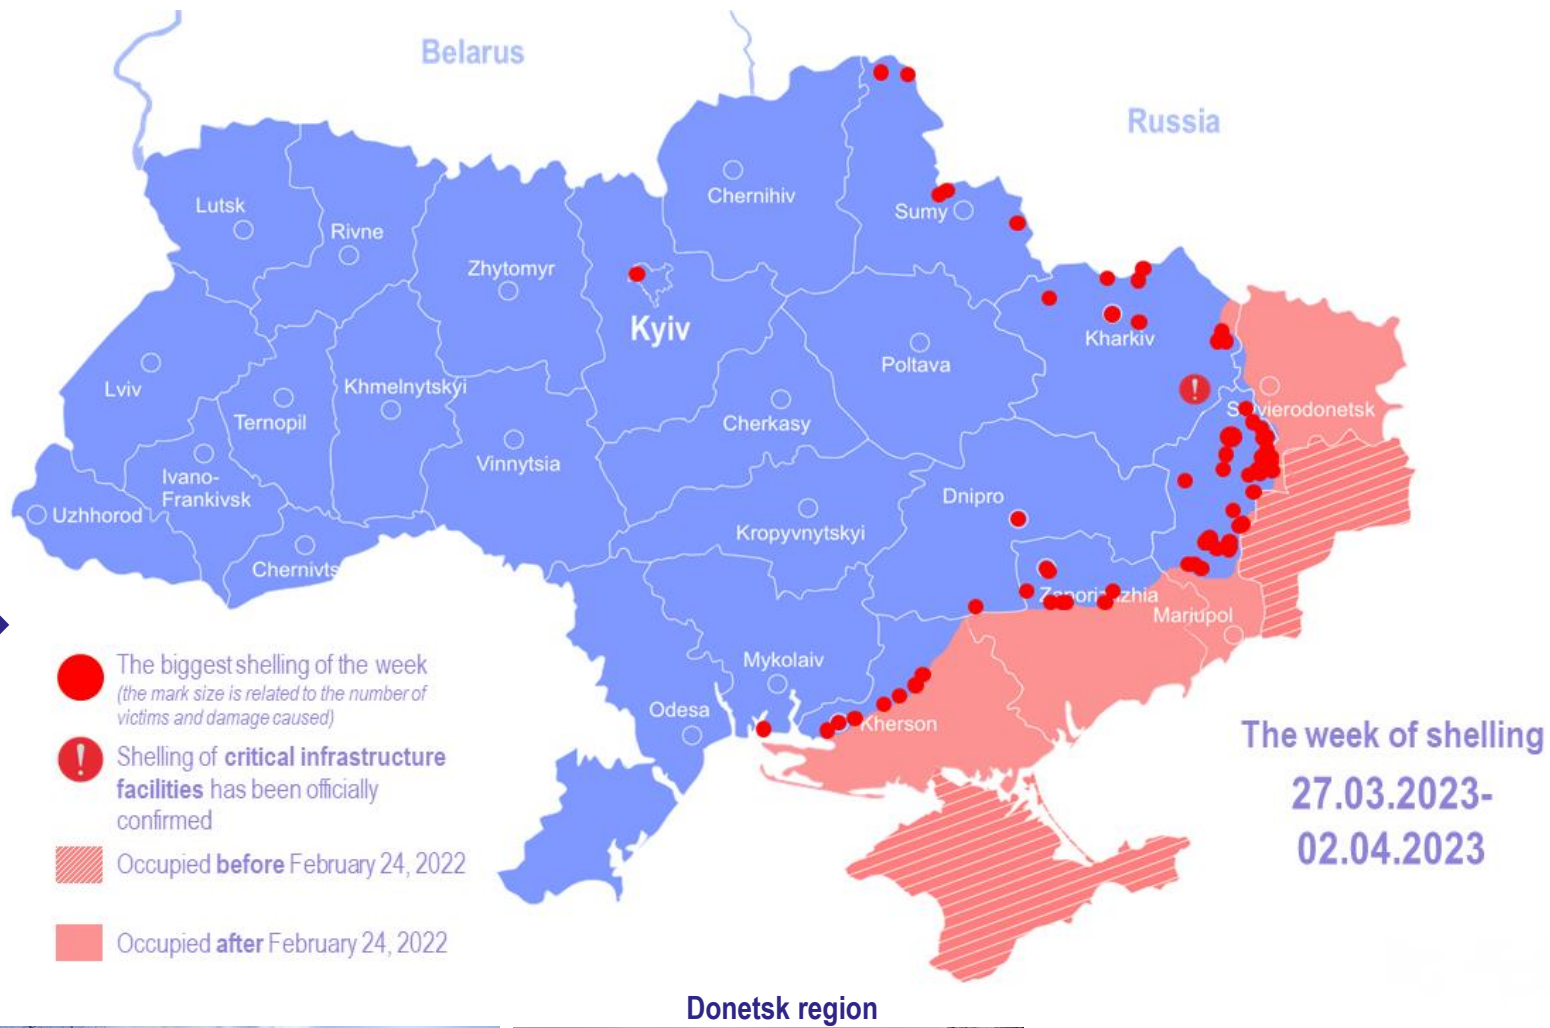 Belarus
Russia
Chernihiv
Lutsk
Sumy
Rivne
Zhytomyr
Kyiv
Kharkiv
Poltava
Lviv
Khmelnytskyi
Ternopil
Cherkasy
Vinnytsia
Ivano-
Frankivsk
Dnipro
Uzhhorod
Kropyvnytskyi
Mariupol
Mykolaiv
Odesa
Kherson
The biggest shelling of the week
(the mark size is related to the number of
victims and damage caused)
Shelling of critical infrastructure
facilities has been officially
confirmed
Occupied before February 24, 2022
Occupied after February 24, 2022
The week of shelling
27.03.2023-
02.04.2023
Donetsk region